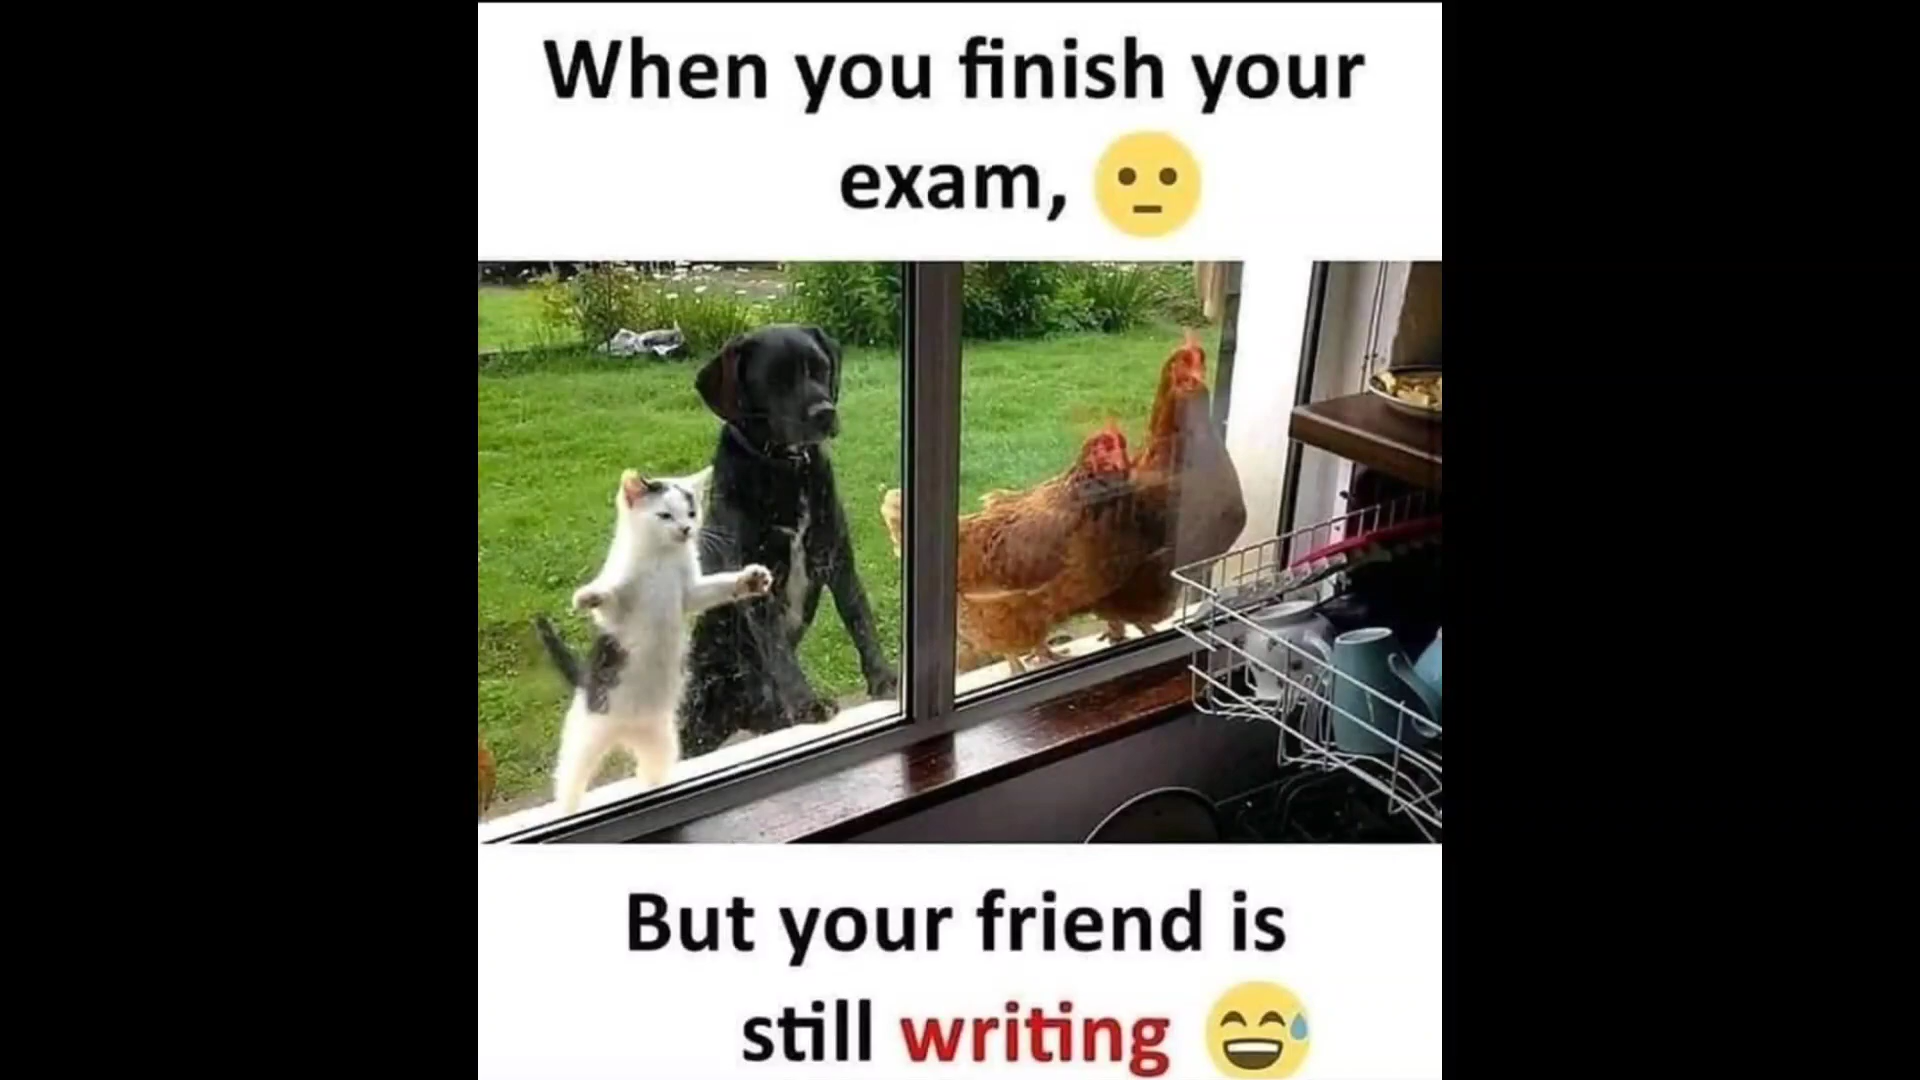 When you finish your
exam, 😐
But your friend is
still writing 😅